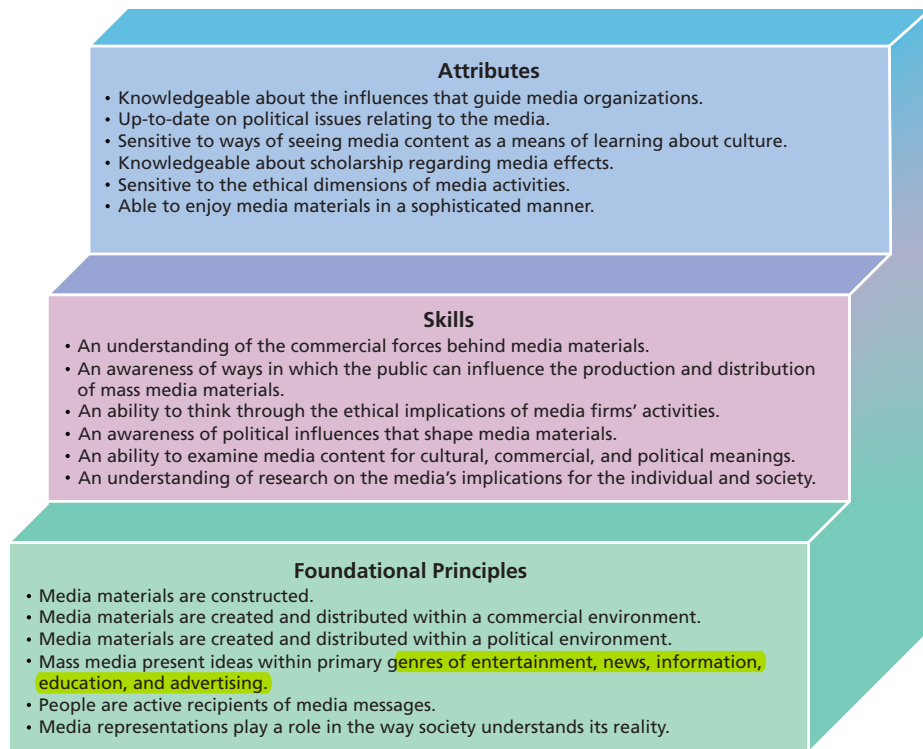 Attributes
• Knowledgeable about the influences that guide media organizations.
• Up-to-date on political issues relating to the media.
• Sensitive to ways of seeing media content as a means of learning about culture.
• Knowledgeable about scholarship regarding media effects.
• Sensitive to the ethical dimensions of media activities.
• Able to enjoy media materials in a sophisticated manner.
Skills
• An understanding of the commercial forces behind media materials.
• An awareness of ways in which the public can influence the production and distribution
of mass media materials.
• An ability to think through the ethical implications of media firms’ activities.
• An awareness of political influences that shape media materials.
• An ability to examine media content for cultural, commercial, and political meanings.
• An understanding of research on the media’s implications for the individual and society.
Foundational Principles
• Media materials are constructed.
• Media materials are created and distributed within a commercial environment.
• Media materials are created and distributed within a political environment.
• Mass media present ideas within primary genres of entertainment, news, information,
education, and advertising.
• People are active recipients of media messages.
• Media representations play a role in the way society understands its reality.